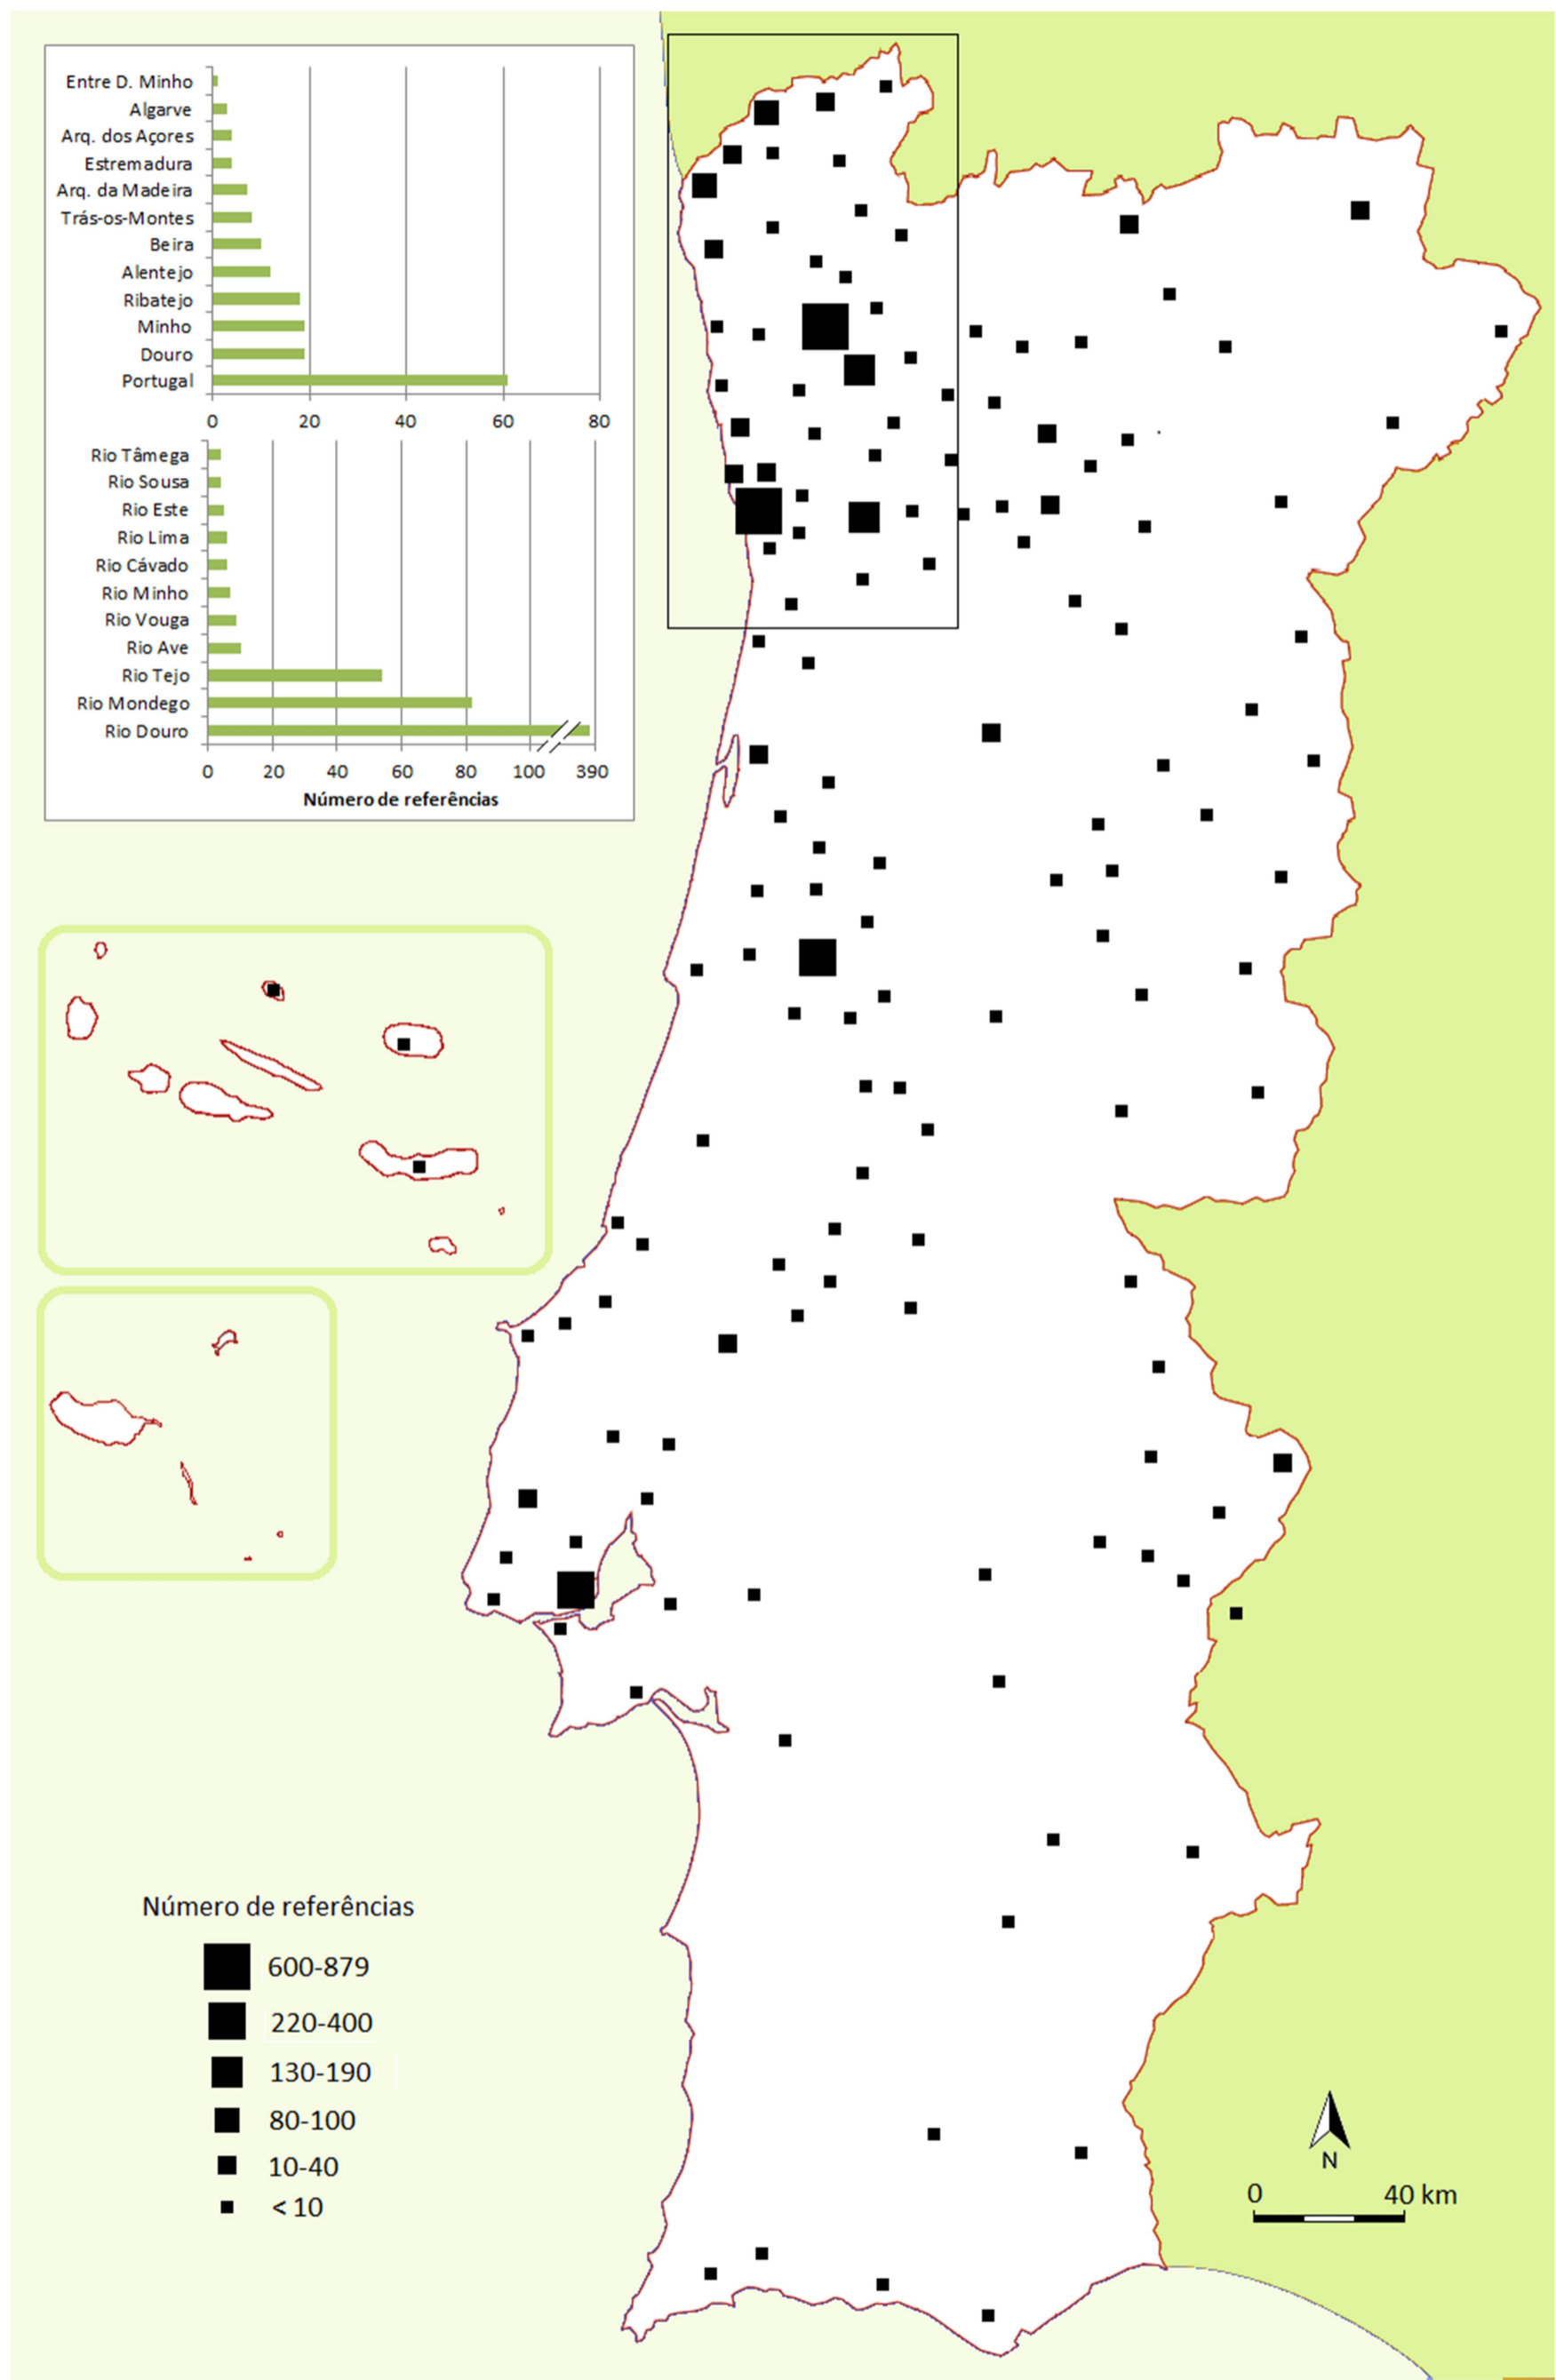 Entre D. Minho
Algarve
Arq. dos Açores
Estremadura
Arq. da Madeira
Trás-os-Montes
Beira
Alentejo
Ribatejo
Minho
Douro
Portugal
0 20 40 60 80
Rio Tâmega
Rio Sousa
Rio Este
Rio Lima
Rio Cávado
Rio Minho
Rio Vouga
Rio Ave
Rio Tejo
Rio Mondego
Rio Douro
0 20 40 60 80 100 390
Número de referências
Número de referências
600-879
220-400
130-190
80-100
10-40
< 10
N
0 40 km